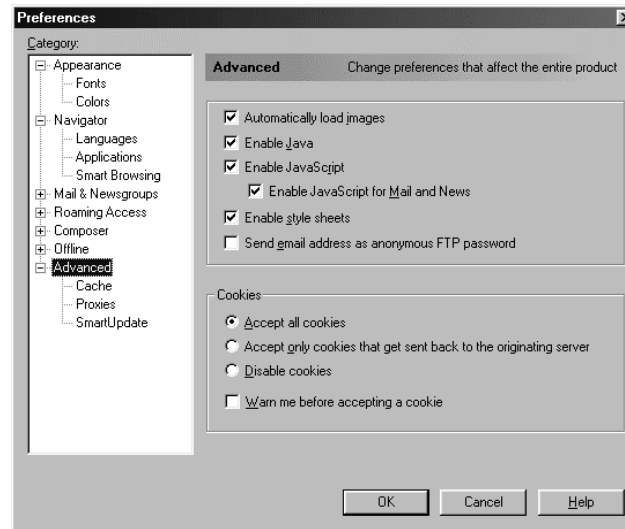 Preferences
Category:
Appearance
Fonts
Colors
Navigator
Languages
Applications
Smart Browsing
Mail & Newsgroups
Roaming Access
Composer
Offline
Advanced
Cache
Proxies
SmartUpdate
Advanced Change preferences that affect the entire product
Automatically load images
Enable Java
Enable JavaScript
Enable JavaScript for Mail and News
Enable style sheets
Send email address as anonymous FTP password
Cookies
Accept all cookies
Accept only cookies that get sent back to the originating server
Disable cookies
Warn me before accepting a cookie
OK Cancel Help